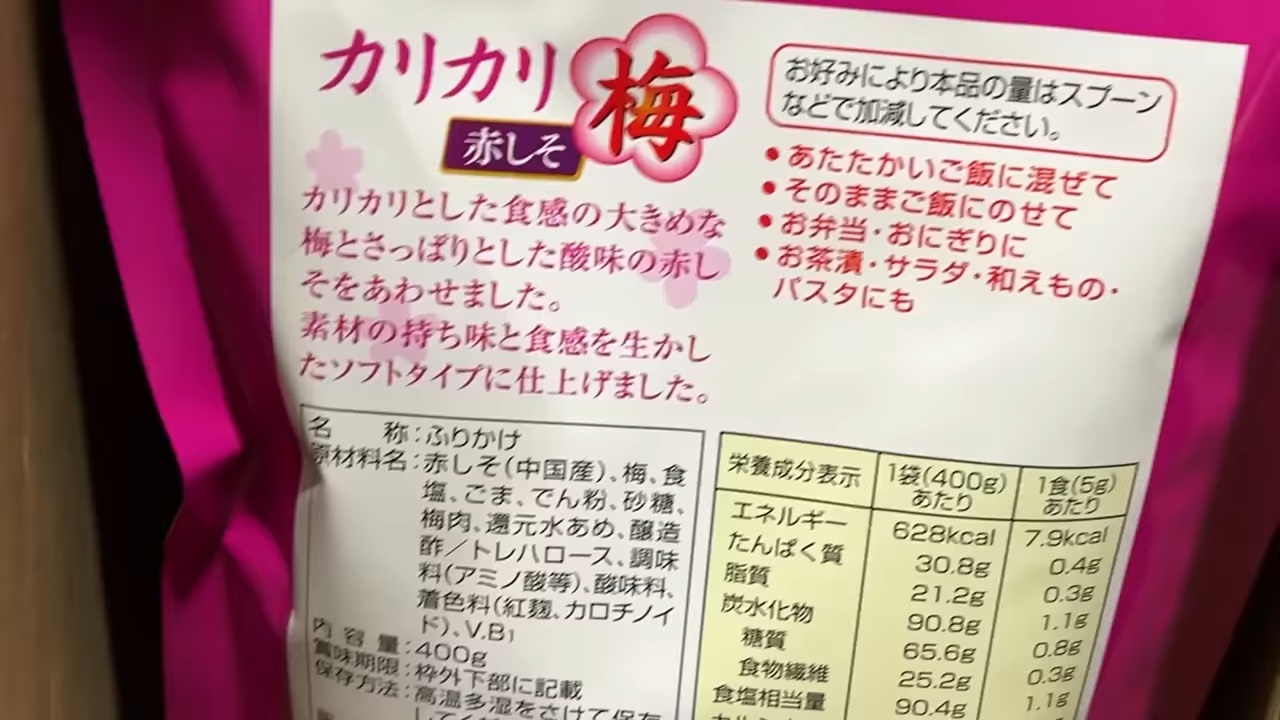 カリカリ梅
赤しそ
カリカリとした食感の大きめな
梅とさっぱりとした酸味の赤し
そをあわせました。
素材の持ち味と食感を生かし
たソフトタイプに仕上げました。
お好みにより本品の量はスプーン
などで加減してください。
●あたたかいご飯に混ぜて
●そのままご飯にのせて
●お弁当・おにぎりに
●お茶漬・サラダ・和えもの・
パスタにも
名 称：ふりかけ
原材料名：赤しそ（中国産）、梅、食
塩、ごま、でん粉、砂糖、
梅肉、還元水あめ、醸造
酢／トレハロース、調味
料（アミノ酸等）、酸味料、
着色料（紅麹、カロチノイ
ド）、V.B₁
内 容 量：400g
賞味期限：枠外下部に記載
保存方法：高温多湿をさけて保存
栄養成分表示 1袋（400g）あたり 1食（5g）あたり
エネルギー 628kcal 7.9kcal
たんぱく質 30.8g 0.4g
脂質 21.2g 0.3g
炭水化物 90.8g 1.1g
糖質 65.6g 0.8g
食物繊維 25.2g 0.3g
食塩相当量 90.4g 1.1g